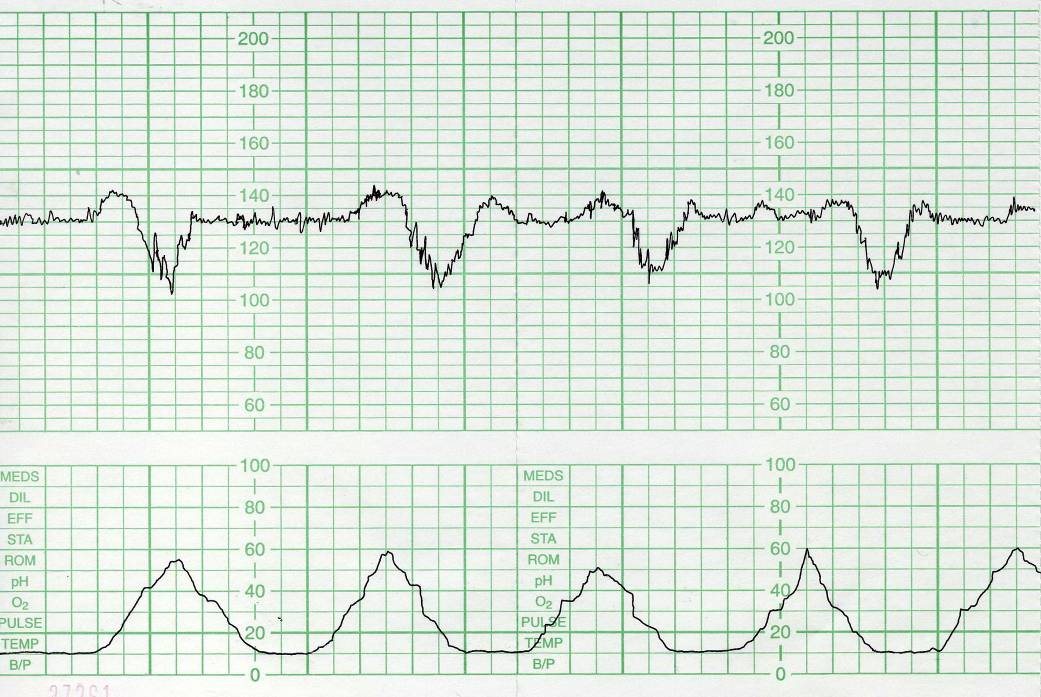 200 200
180 180
160 160
140 140
120 120
100 100
80 80
60 60
MEDS 100 MEDS 100
DIL DIL
EFF 80 EFF 80
STA STA
ROM 60 ROM 60
pH pH
O2 40 O2 40
PULSE PULSE
TEMP 20 TEMP 20
B/P 0 B/P 0